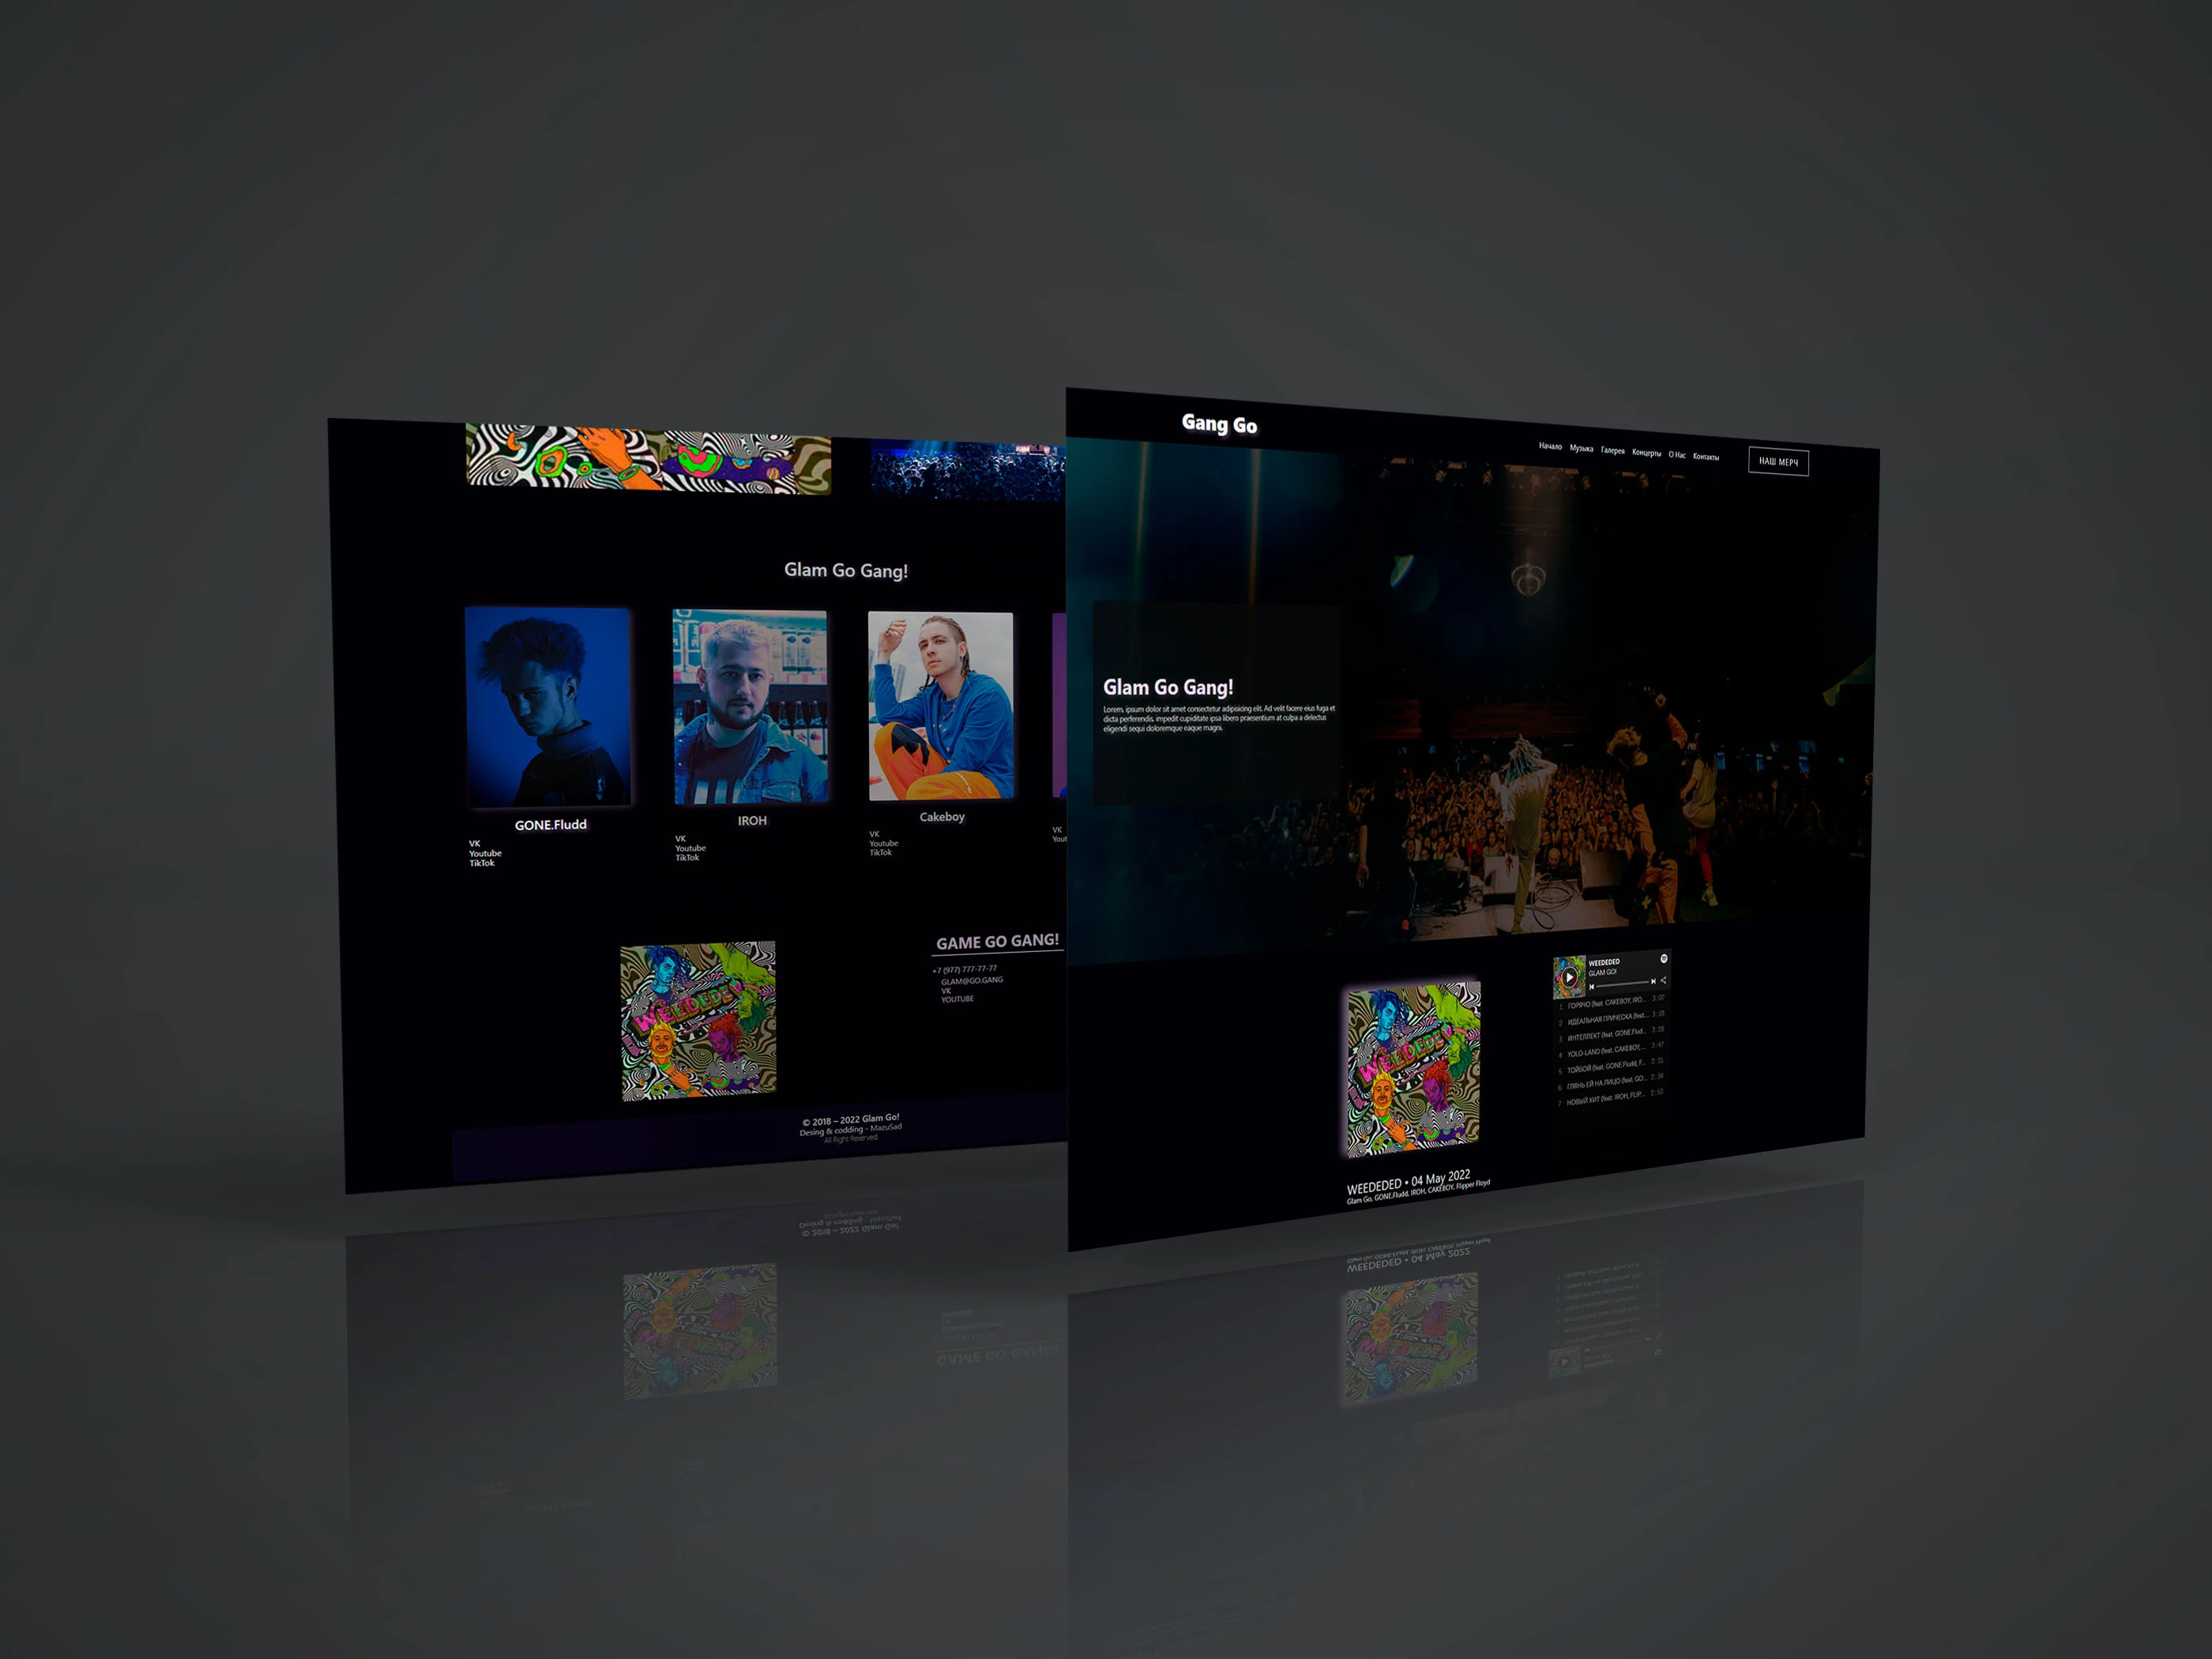 Glam Go Gang!
GONE.Fludd
VK
Youtube
TikTok
IROH
VK
Youtube
TikTok
Cakeboy
VK
Youtube
TikTok
VK
WEEDEDED
GAME GO GANG!
+7 (977) 777-77-77
GLAM@GO.GANG
VK
YOUTUBE
© 2018 – 2022 Glam Go!
Desing & codding - MazuSad
All Right Reserved.
Gang Go
Начало Музыка Галерея Концерты О Нас Контакты
НАШ МЕРЧ
Glam Go Gang!
Lorem, ipsum dolor sit amet consectetur adipisicing elit. Ad velit facere eius fuga et
dicta perferendis, impedit cupiditate ipsa libero praesentium at culpa a delectus
eligendi sequi doloremque eaque magni.
WEEDEDED
WEEDEDED • 04 May 2022
Glam Go, GONE.Fludd, IROH, CAKEBOY, Flipper Floyd
WEEDEDED
GLAM GO!
1 ГОРЯЧО (feat. CAKEBOY, IRO... 3:07
2 ИДЕАЛЬНАЯ ПРИЧЕСКА (feat.... 3:18
3 ИНТЕЛЛЕКТ (feat. GONE.Flud... 3:28
4 YOLO-LAND (feat. CAKEBOY, ... 3:47
5 ТОЙБОЙ (feat. GONE.Fludd, F... 2:31
6 ГЛЯНЬ ЕЙ НА ЛИЦО (feat. GO... 2:34
7 НОВЫЙ ХИТ (feat. IROH, FLIP... 2:53